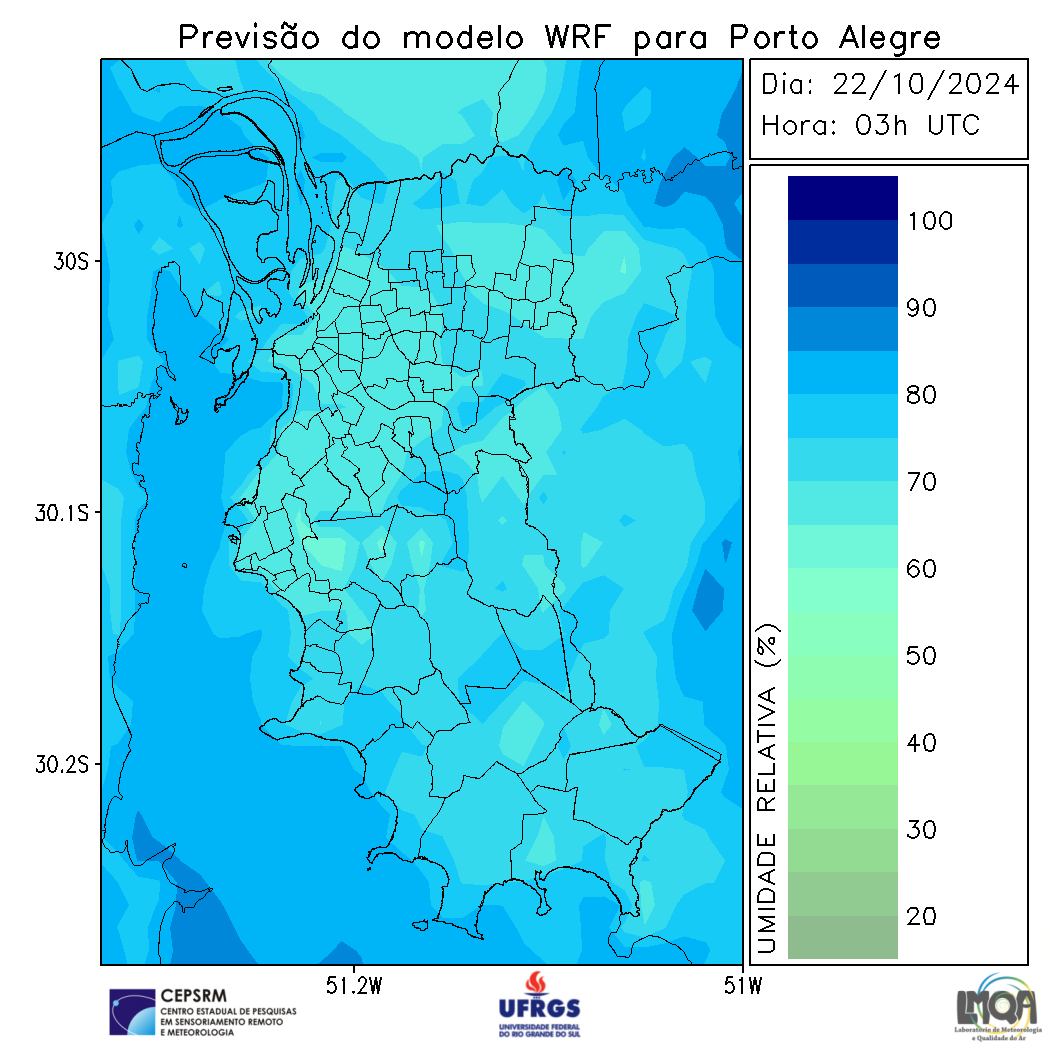 Previsão do modelo WRF para Porto Alegre
Dia: 22/10/2024
Hora: 03h UTC
30S
30.1S
30.2S
51.2W
51W
UMIDADE RELATIVA (%)
100
90
80
70
60
50
40
30
20
CEPSRM
CENTRO ESTADUAL DE PESQUISAS
EM SENSORIAMENTO REMOTO
E METEOROLOGIA
UFRGS
UNIVERSIDADE FEDERAL
DO RIO GRANDE DO SUL
LMQA
Laboratório de Meteorologia
e Qualidade do Ar